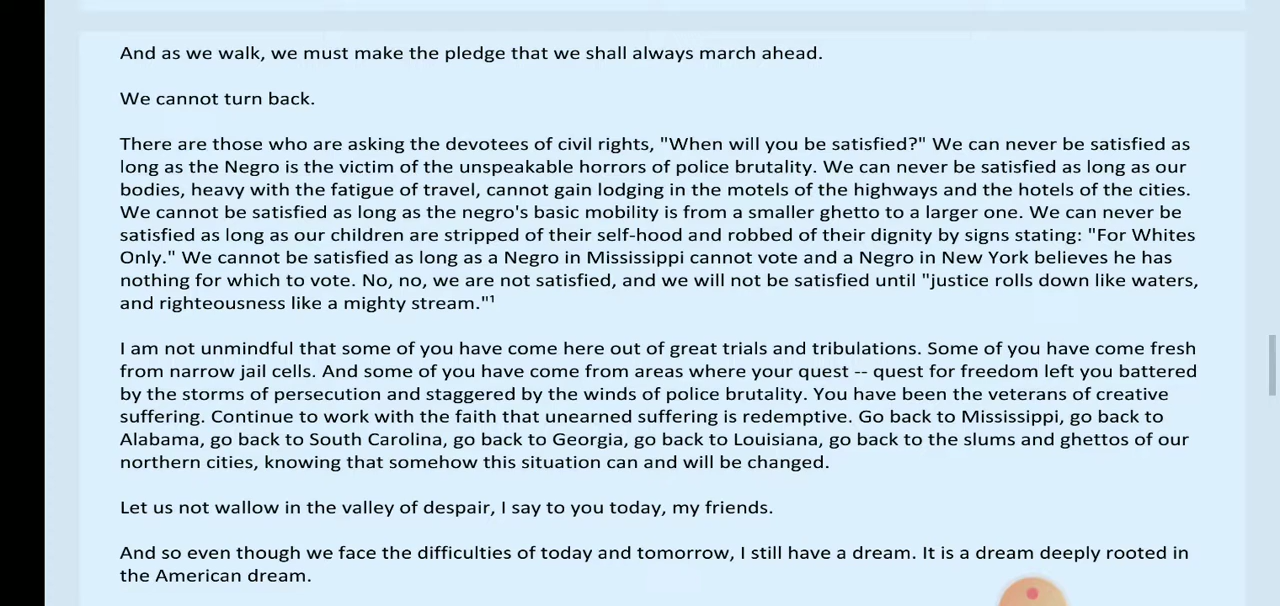 And as we walk, we must make the pledge that we shall always march ahead.
We cannot turn back.
There are those who are asking the devotees of civil rights, "When will you be satisfied?" We can never be satisfied as
long as the Negro is the victim of the unspeakable horrors of police brutality. We can never be satisfied as long as our
bodies, heavy with the fatigue of travel, cannot gain lodging in the motels of the highways and the hotels of the cities.
We cannot be satisfied as long as the negro's basic mobility is from a smaller ghetto to a larger one. We can never be
satisfied as long as our children are stripped of their self-hood and robbed of their dignity by signs stating: "For Whites
Only." We cannot be satisfied as long as a Negro in Mississippi cannot vote and a Negro in New York believes he has
nothing for which to vote. No, no, we are not satisfied, and we will not be satisfied until "justice rolls down like waters,
and righteousness like a mighty stream."¹
I am not unmindful that some of you have come here out of great trials and tribulations. Some of you have come fresh
from narrow jail cells. And some of you have come from areas where your quest -- quest for freedom left you battered
by the storms of persecution and staggered by the winds of police brutality. You have been the veterans of creative
suffering. Continue to work with the faith that unearned suffering is redemptive. Go back to Mississippi, go back to
Alabama, go back to South Carolina, go back to Georgia, go back to Louisiana, go back to the slums and ghettos of our
northern cities, knowing that somehow this situation can and will be changed.
Let us not wallow in the valley of despair, I say to you today, my friends.
And so even though we face the difficulties of today and tomorrow, I still have a dream. It is a dream deeply rooted in
the American dream.